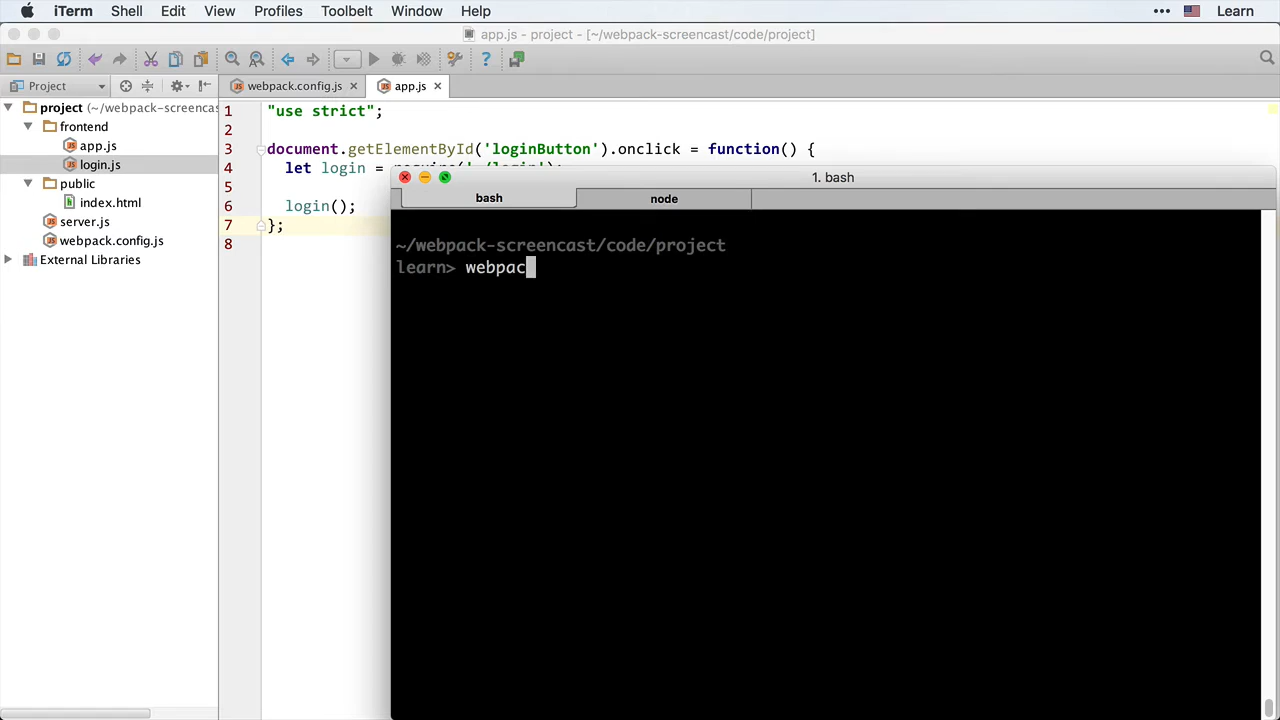 iTerm Shell Edit View Profiles Toolbelt Window Help ••• Learn
app.js - project - [~/webpack-screencast/code/project]
Project webpack.config.js app.js
project (~/webpack-screencas
frontend
app.js
login.js
public
index.html
server.js
webpack.config.js
External Libraries
1 "use strict";
2
3 document.getElementById('loginButton').onclick = function() {
4 let login = require('./login');
5
6 login();
7 };
8
1. bash
bash node
~/webpack-screencast/code/project
learn> webpac